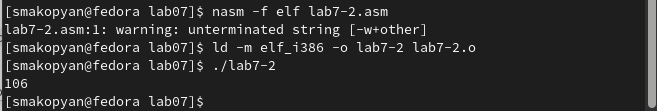 [smakopyan@fedora lab07]$ nasm -f elf lab7-2.asm
lab7-2.asm:1: warning: unterminated string [-w+other]
[smakopyan@fedora lab07]$ ld -m elf_i386 -o lab7-2 lab7-2.o
[smakopyan@fedora lab07]$ ./lab7-2
106
[smakopyan@fedora lab07]$